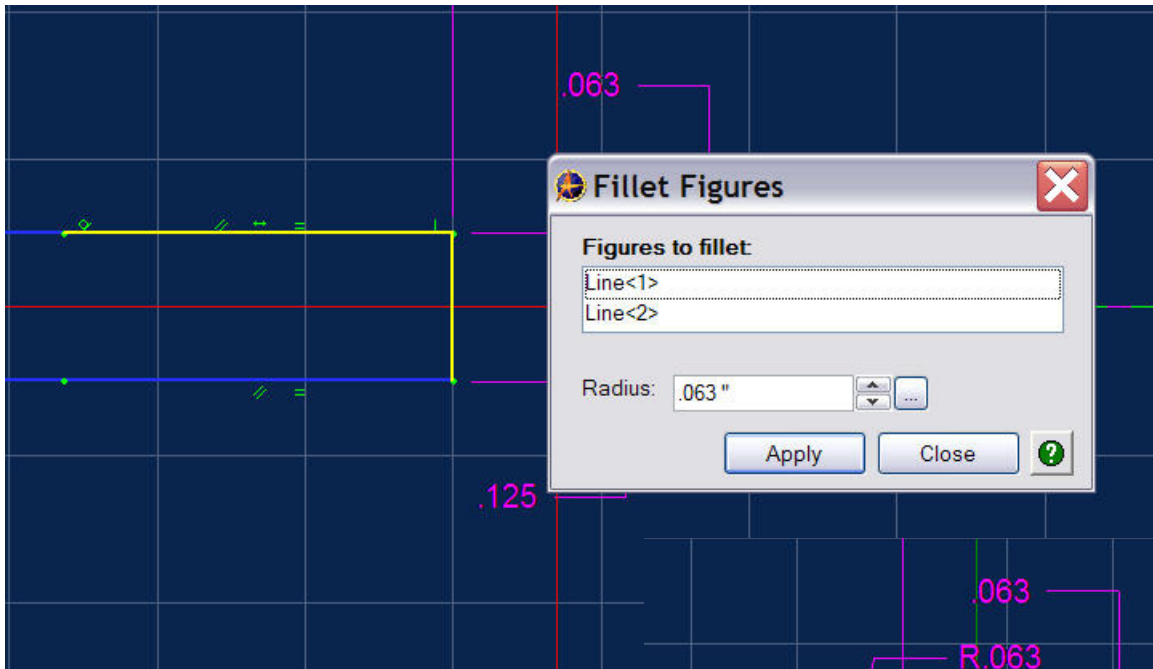 .063
Fillet Figures
Figures to fillet:
Line<1>
Line<2>
Radius: .063 " ...
Apply Close ?
.125
.063
R.063